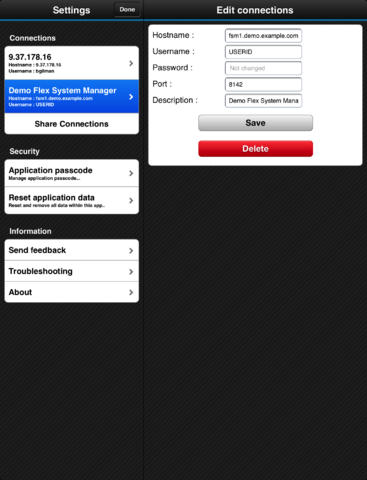 Settings
Done
Connections
9.37.178.16
Hostname : 9.37.178.16
Username : bgliman
Demo Flex System Manager
Hostname : fsm1.demo.example.com
Username : USERID
Share Connections
Security
Application passcode
Manage application passcode..
Reset application data
Reset and remove all data within this app..
Information
Send feedback
Troubleshooting
About
Edit connections
Hostname : fsm1.demo.example.com
Username : USERID
Password : Not changed
Port : 8142
Description : Demo Flex System Mana
Save
Delete